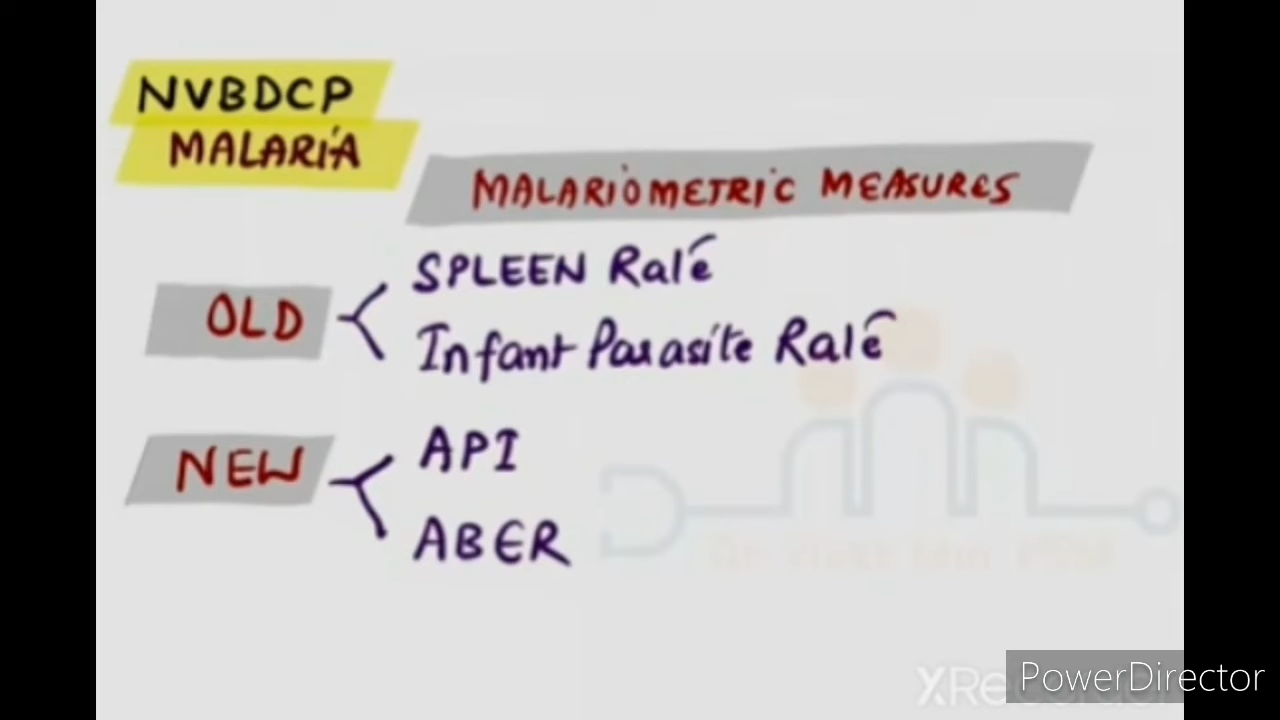 NVBDCP
MALARIA
MALARIOMETRIC MEASURES
OLD
SPLEEN Rate
Infant Parasite Rate
NEW
API
ABER
PowerDirector